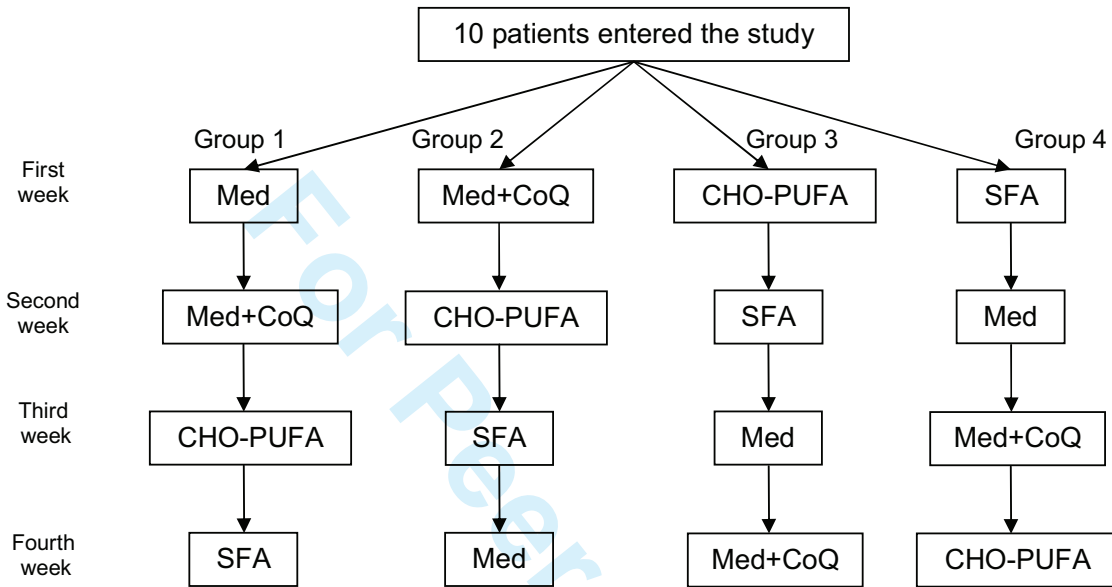 10 patients entered the study
Group 1
Group 2
Group 3
Group 4
First
week
Med
Med+CoQ
CHO-PUFA
SFA
Second
week
Med+CoQ
CHO-PUFA
SFA
Med
Third
week
CHO-PUFA
SFA
Med
Med+CoQ
Fourth
week
SFA
Med
Med+CoQ
CHO-PUFA
For Peer